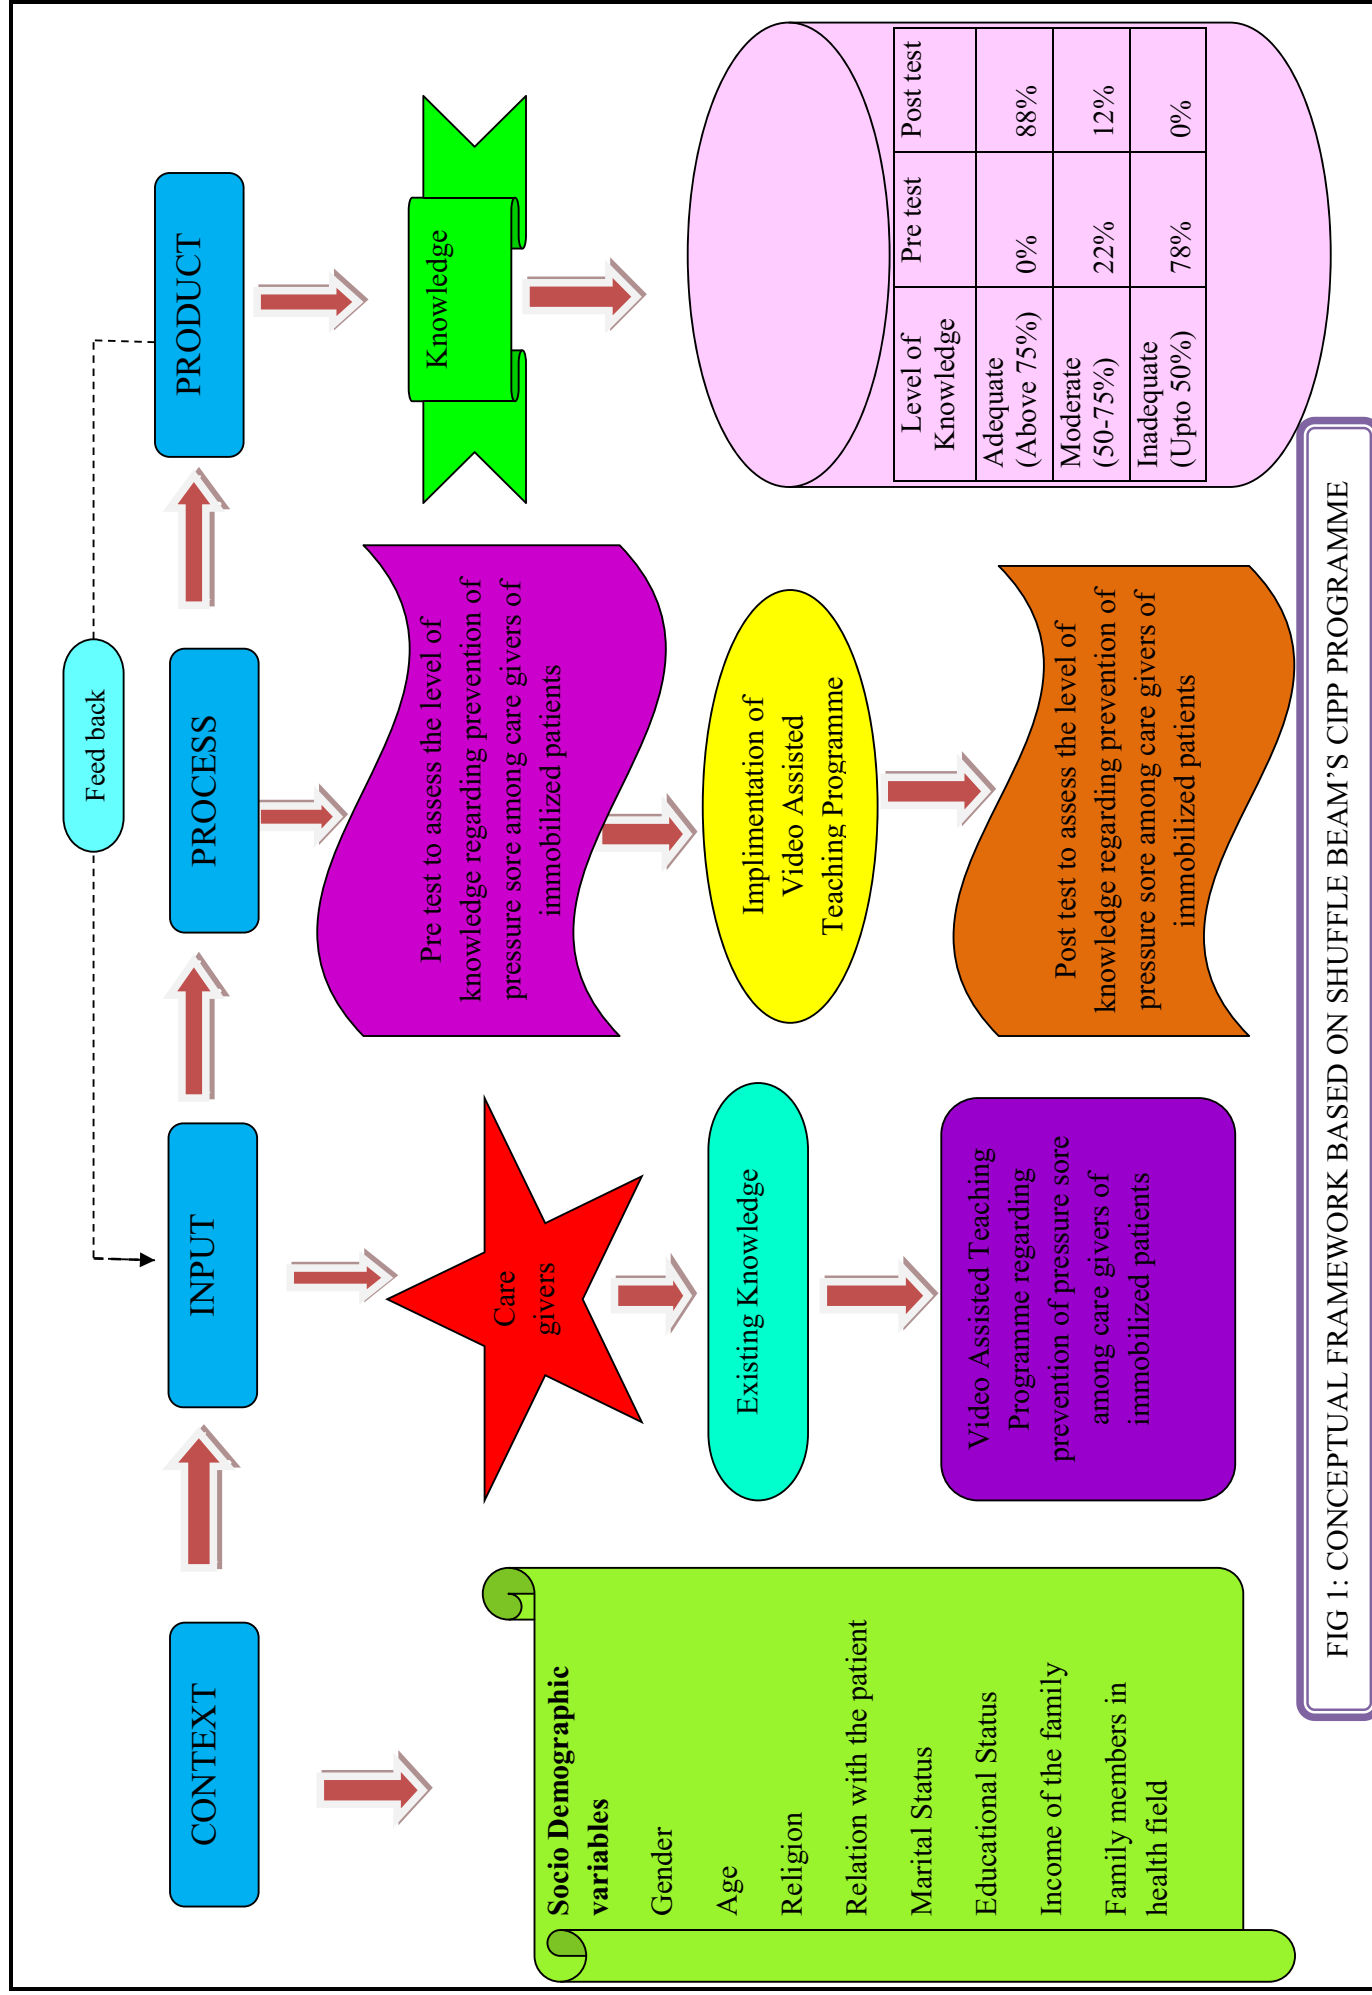 Feed back
CONTEXT
INPUT
PROCESS
PRODUCT
Socio Demographic
variables
Gender
Age
Religion
Relation with the patient
Marital Status
Educational Status
Income of the family
Family members in
health field
Care
givers
Existing Knowledge
Video Assisted Teaching
Programme regarding
prevention of pressure sore
among care givers of
immobilized patients
Pre test to assess the level of
knowledge regarding prevention of
pressure sore among care givers of
immobilized patients
Implimentation of
Video Assisted
Teaching Programme
Post test to assess the level of
knowledge regarding prevention of
pressure sore among care givers of
immobilized patients
Knowledge
Level of Pre test Post test
Knowledge
Adequate 0% 88%
(Above 75%)
Moderate 22% 12%
(50-75%)
Inadequate 78% 0%
(Upto 50%)
FIG 1: CONCEPTUAL FRAMEWORK BASED ON SHUFFLE BEAM’S CIPP PROGRAMME